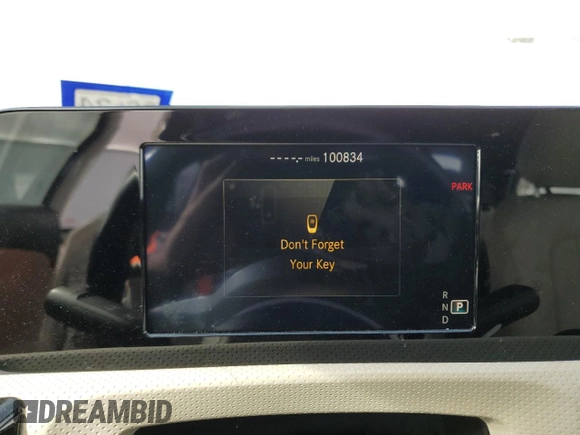 -----.- miles 100834
PARK
Don't Forget
Your Key
R
N P
D
DREAMBID